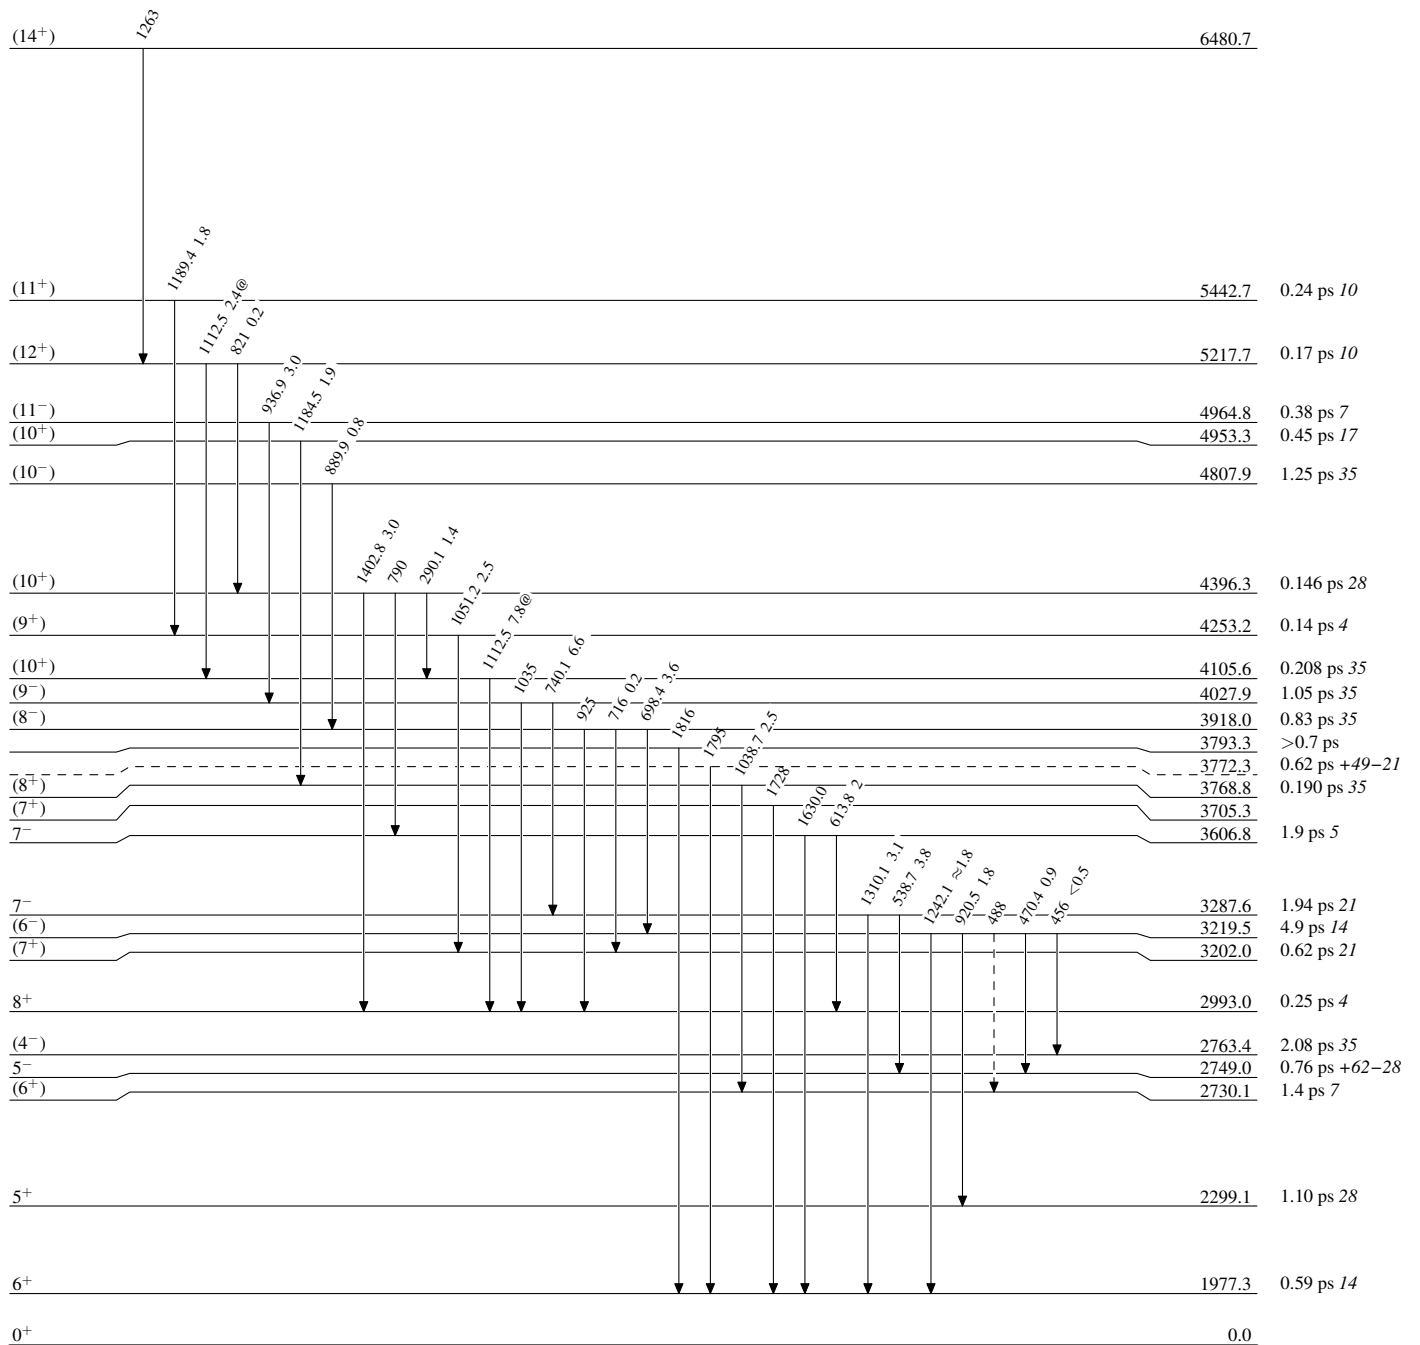 1263
(14+) 6480.7
1189.4 1.8
(11+) 5442.7 0.24 ps 10
1112.5 2.4@
821 0.2
(12+) 5217.7 0.17 ps 10
936.9 3.0
1184.5 1.9
(11−) 4964.8 0.38 ps 7
(10+) 4953.3 0.45 ps 17
889.9 0.8
(10−) 4807.9 1.25 ps 35
1402.8 3.0
790
290.1 1.4
(10+) 4396.3 0.146 ps 28
1051.2 2.5
(9+) 4253.2 0.14 ps 4
1112.5 7.8@
(10+) 4105.6 0.208 ps 35
1035
740.1 6.6
(9−) 4027.9 1.05 ps 35
925
716 0.2
698.4 3.6
(8−) 3918.0 0.83 ps 35
1816
3793.3 >0.7 ps
1795
3772.3 0.62 ps +49−21
1038.7 2.5
(8+) 3768.8 0.190 ps 35
1728
(7+) 3705.3
1630.0
613.8 2
7− 3606.8 1.9 ps 5
1310.1 3.1
538.7 3.8
7− 3287.6 1.94 ps 21
1242.1 ≈1.8
920.5 1.8
488
470.4 0.9
456 <0.5
(6−) 3219.5 4.9 ps 14
(7+) 3202.0 0.62 ps 21
8+ 2993.0 0.25 ps 4
(4−) 2763.4 2.08 ps 35
5− 2749.0 0.76 ps +62−28
(6+) 2730.1 1.4 ps 7
5+ 2299.1 1.10 ps 28
6+ 1977.3 0.59 ps 14
0+ 0.0